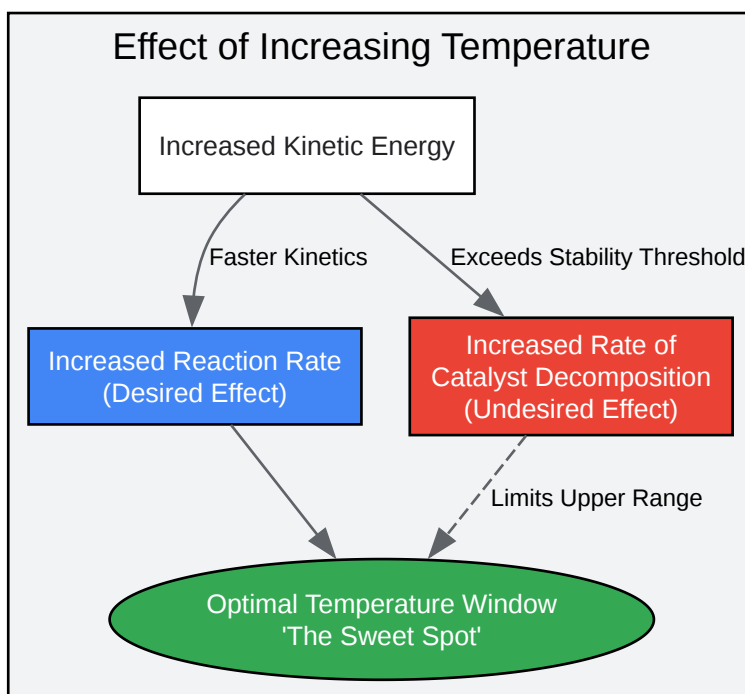 Effect of Increasing Temperature
Increased Kinetic Energy
Faster Kinetics
Exceeds Stability Threshold
Increased Reaction Rate
(Desired Effect)
Increased Rate of
Catalyst Decomposition
(Undesired Effect)
Limits Upper Range
Optimal Temperature Window
'The Sweet Spot'